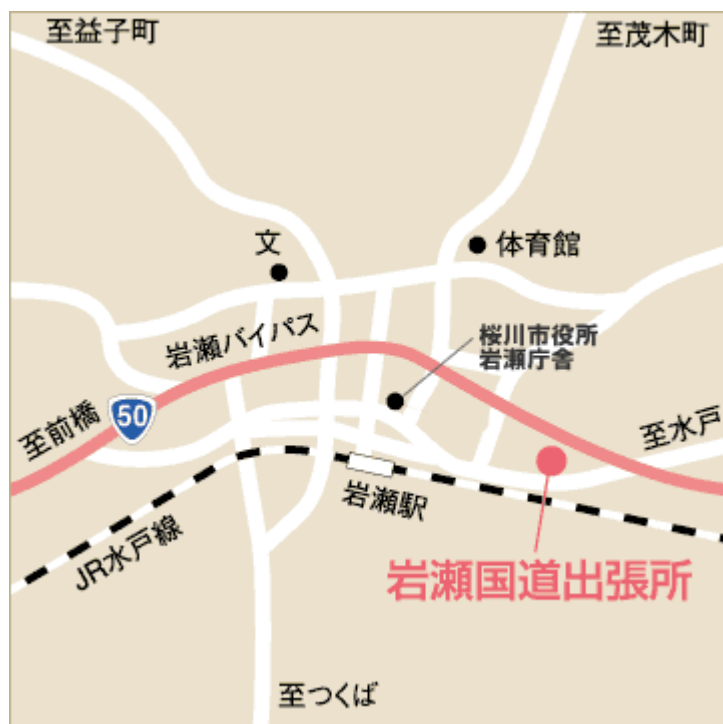 至益子町
至茂木町
文
体育館
岩瀬バイパス
桜川市役所
岩瀬庁舎
50
至前橋
至水戸
岩瀬駅
JR水戸線
岩瀬国道出張所
至つくば